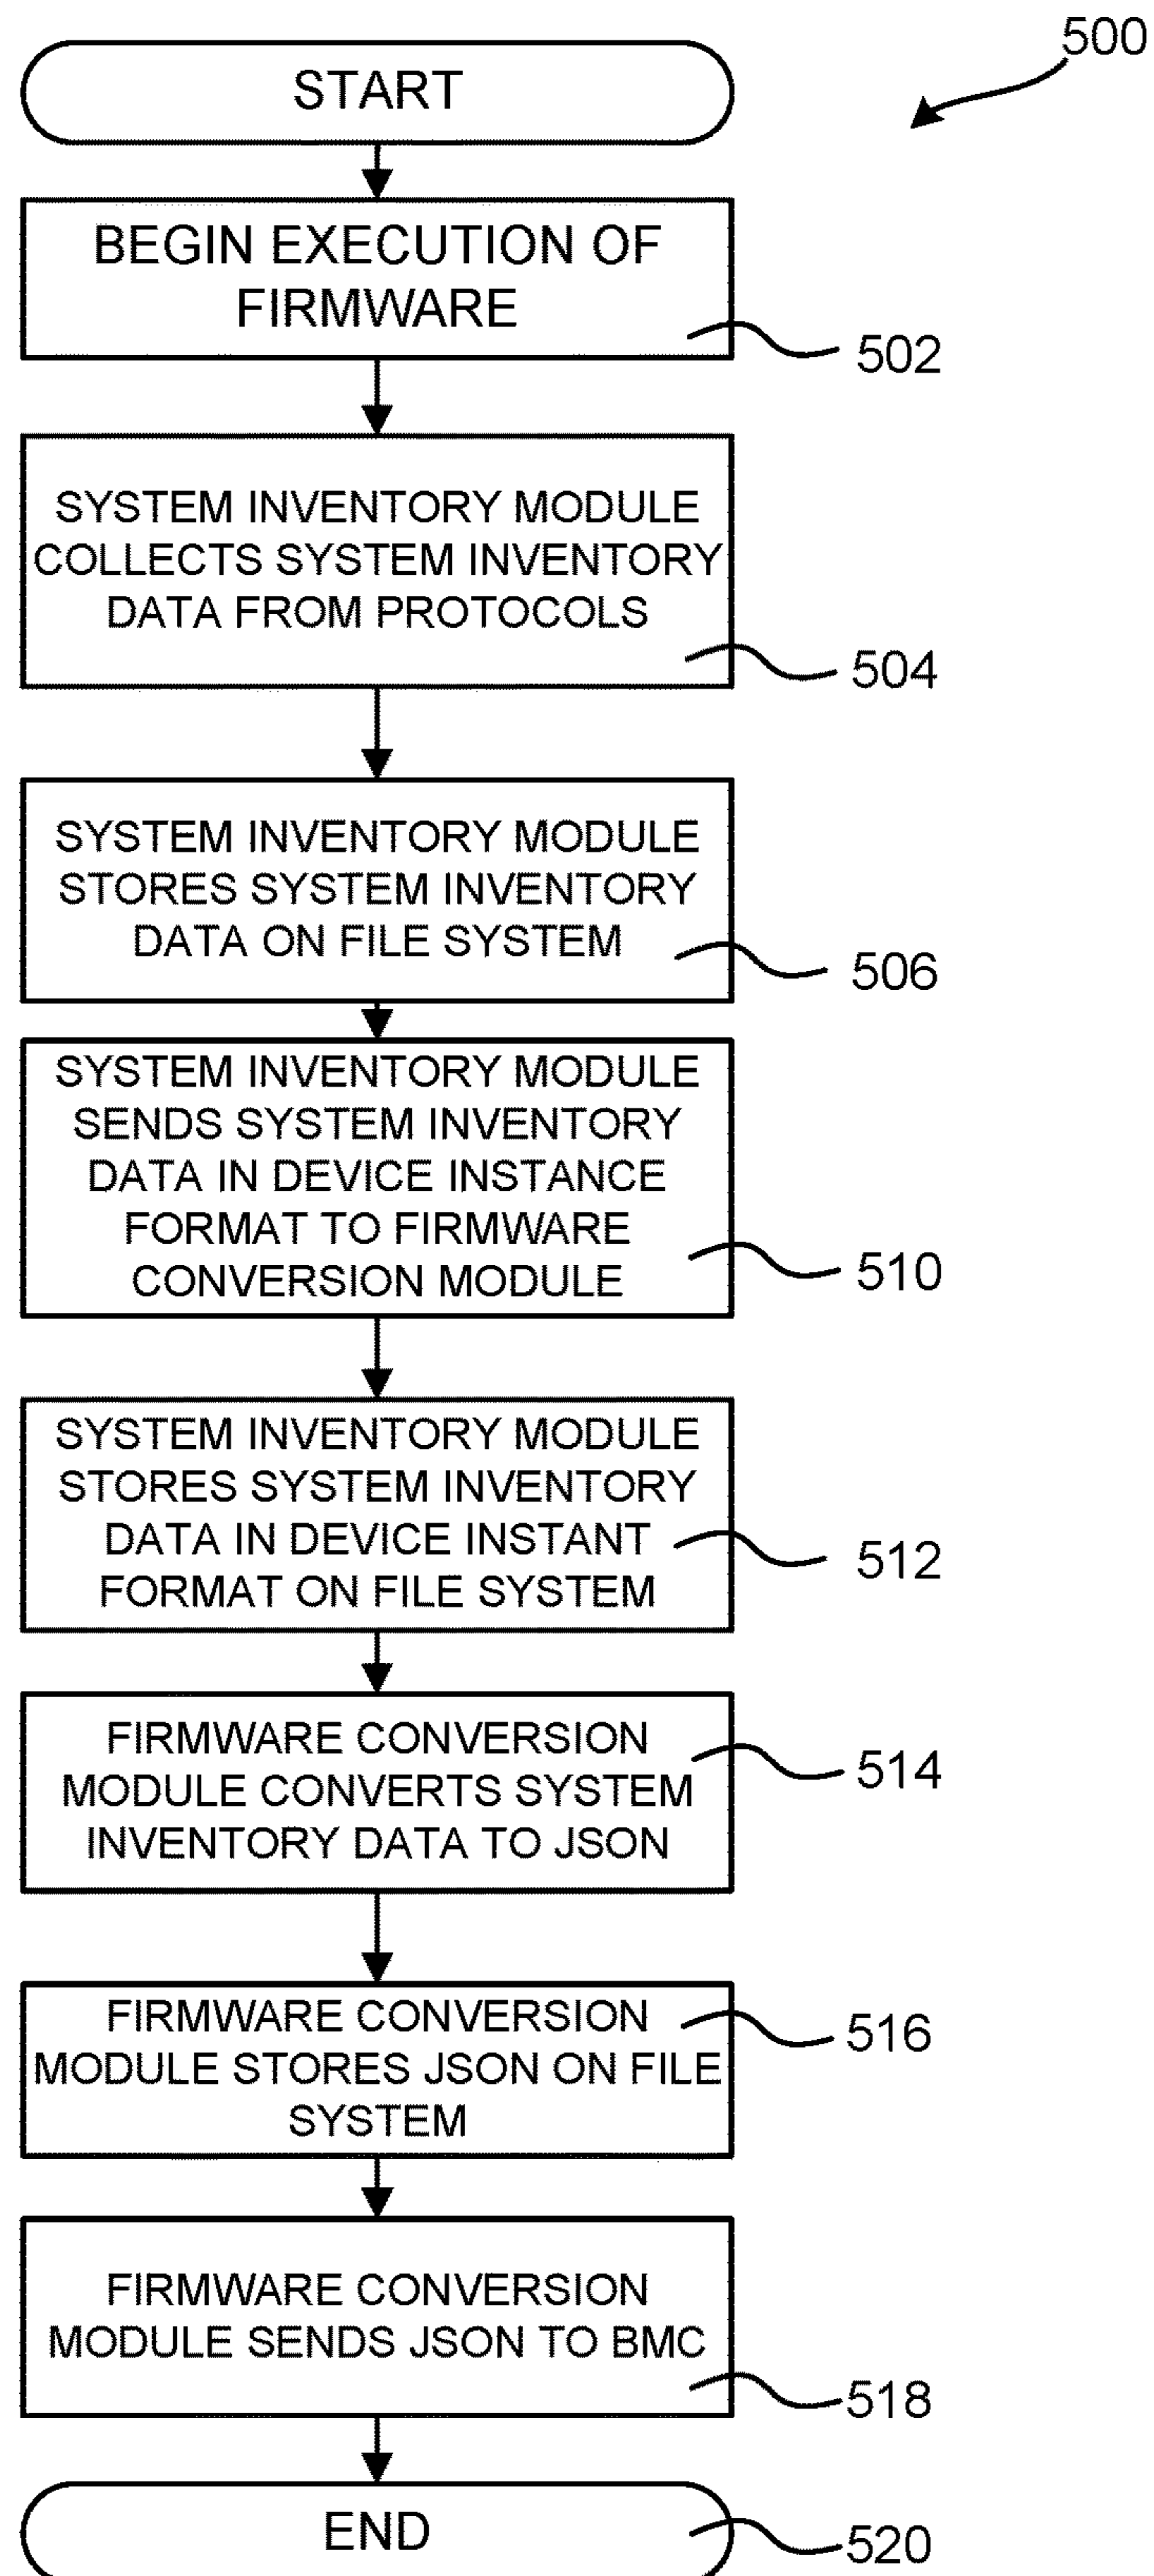 500
START
BEGIN EXECUTION OF
FIRMWARE
502
SYSTEM INVENTORY MODULE
COLLECTS SYSTEM INVENTORY
DATA FROM PROTOCOLS
504
SYSTEM INVENTORY MODULE
STORES SYSTEM INVENTORY
DATA ON FILE SYSTEM
506
SYSTEM INVENTORY MODULE
SENDS SYSTEM INVENTORY
DATA IN DEVICE INSTANCE
FORMAT TO FIRMWARE
CONVERSION MODULE
510
SYSTEM INVENTORY MODULE
STORES SYSTEM INVENTORY
DATA IN DEVICE INSTANT
FORMAT ON FILE SYSTEM
512
FIRMWARE CONVERSION
MODULE CONVERTS SYSTEM
INVENTORY DATA TO JSON
514
FIRMWARE CONVERSION
MODULE STORES JSON ON FILE
SYSTEM
516
FIRMWARE CONVERSION
MODULE SENDS JSON TO BMC
518
END
520